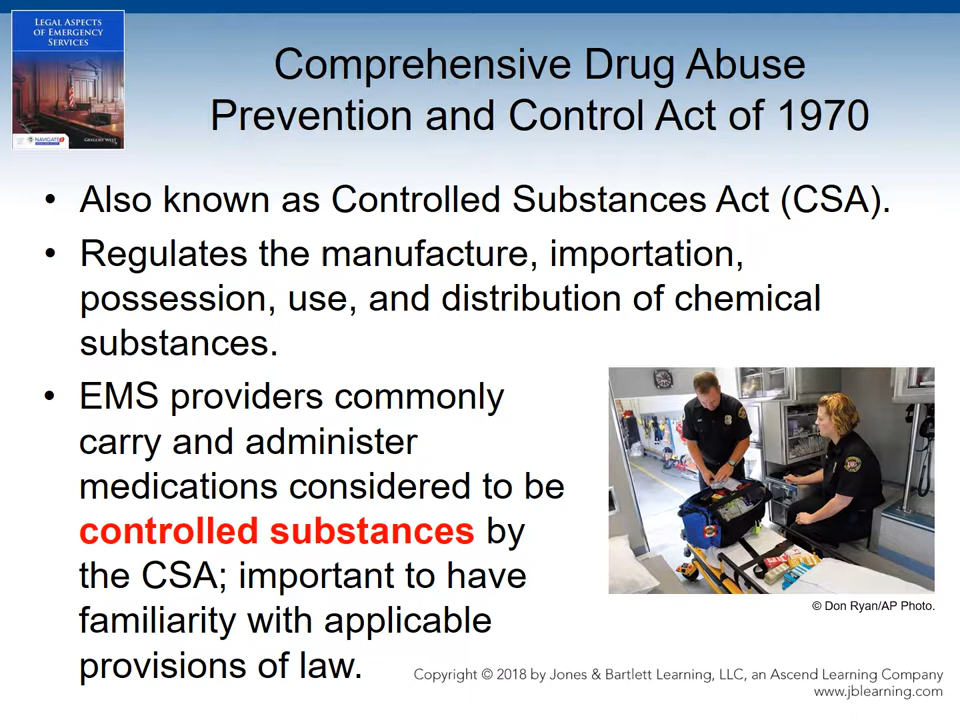 LEGAL ASPECTS
OF EMERGENCY
SERVICES
NAVIGATE
GREGORY WEST
Comprehensive Drug Abuse
Prevention and Control Act of 1970
• Also known as Controlled Substances Act (CSA).
• Regulates the manufacture, importation,
possession, use, and distribution of chemical
substances.
• EMS providers commonly
carry and administer
medications considered to be
controlled substances by
the CSA; important to have
familiarity with applicable
provisions of law.
© Don Ryan/AP Photo.
Copyright © 2018 by Jones & Bartlett Learning, LLC, an Ascend Learning Company
www.jblearning.com